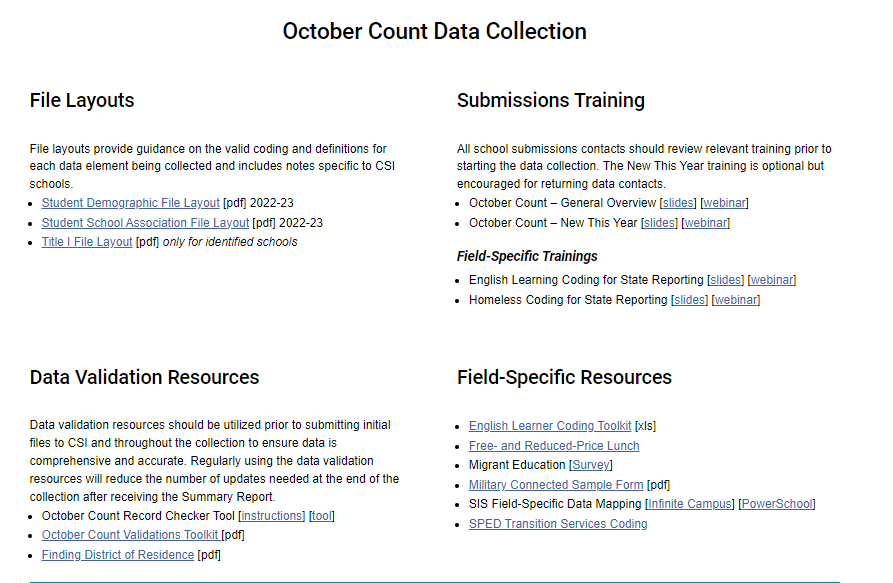 October Count Data Collection
File Layouts
File layouts provide guidance on the valid coding and definitions for
each data element being collected and includes notes specific to CSI
schools.
• Student Demographic File Layout [pdf] 2022-23
• Student School Association File Layout [pdf] 2022-23
• Title I File Layout [pdf] only for identified schools
Submissions Training
All school submissions contacts should review relevant training prior to
starting the data collection. The New This Year training is optional but
encouraged for returning data contacts.
• October Count – General Overview [slides] [webinar]
• October Count – New This Year [slides] [webinar]
Field-Specific Trainings
• English Learning Coding for State Reporting [slides] [webinar]
• Homeless Coding for State Reporting [slides] [webinar]
Data Validation Resources
Data validation resources should be utilized prior to submitting initial
files to CSI and throughout the collection to ensure data is
comprehensive and accurate. Regularly using the data validation
resources will reduce the number of updates needed at the end of the
collection after receiving the Summary Report.
• October Count Record Checker Tool [instructions] [tool]
• October Count Validations Toolkit [pdf]
• Finding District of Residence [pdf]
Field-Specific Resources
• English Learner Coding Toolkit [xls]
• Free- and Reduced-Price Lunch
• Migrant Education [Survey]
• Military Connected Sample Form [pdf]
• SIS Field-Specific Data Mapping [Infinite Campus] [PowerSchool]
• SPED Transition Services Coding